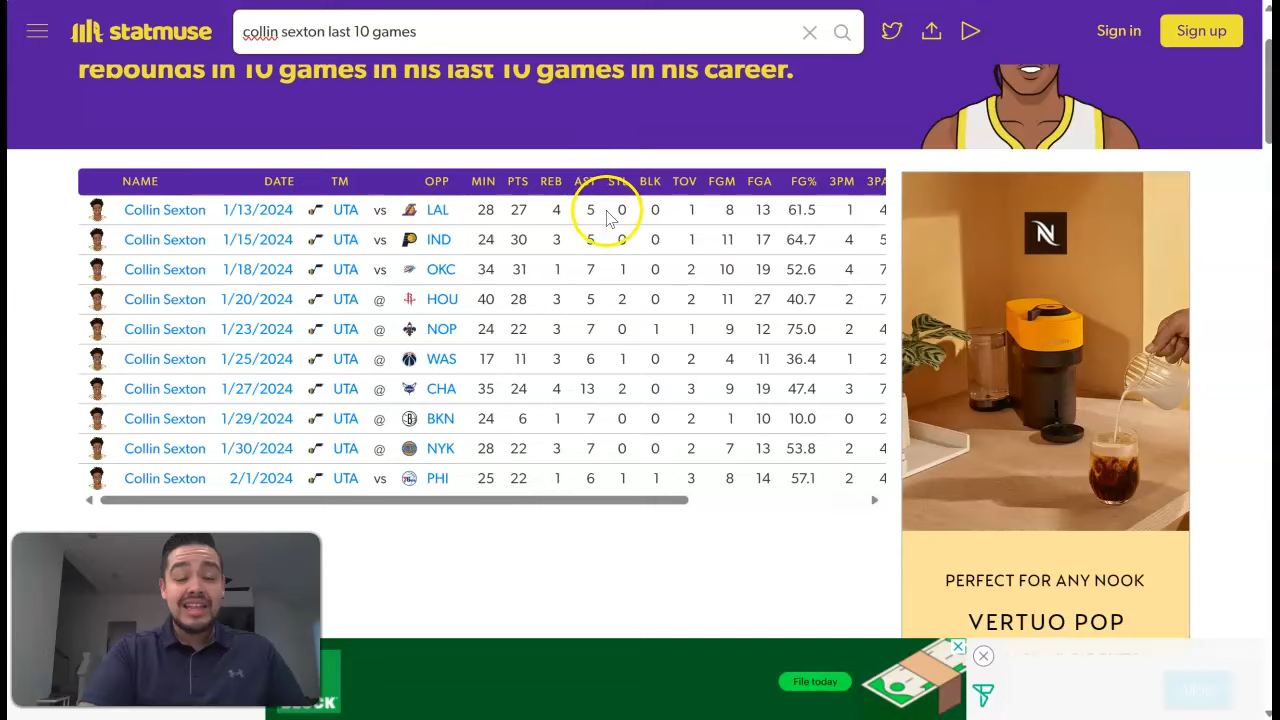 statmuse
collin sexton last 10 games
Sign in
Sign up
rebounds in 10 games in his last 10 games in his career.
NAME DATE TM OPP MIN PTS REB AST STL BLK TOV FGM FGA FG% 3PM 3PA
Collin Sexton 1/13/2024 UTA vs LAL 28 27 4 5 0 0 1 8 13 61.5 1 4
Collin Sexton 1/15/2024 UTA vs IND 24 30 3 5 0 0 1 11 17 64.7 4 5
Collin Sexton 1/18/2024 UTA vs OKC 34 31 1 7 1 0 2 10 19 52.6 4 7
Collin Sexton 1/20/2024 UTA @ HOU 40 28 3 5 2 0 2 11 27 40.7 2 7
Collin Sexton 1/23/2024 UTA @ NOP 24 22 3 7 0 1 1 9 12 75.0 2 4
Collin Sexton 1/25/2024 UTA @ WAS 17 11 3 6 1 0 2 4 11 36.4 1 2
Collin Sexton 1/27/2024 UTA @ CHA 35 24 4 13 2 0 3 9 19 47.4 3 7
Collin Sexton 1/29/2024 UTA @ BKN 24 6 1 7 0 0 2 1 10 10.0 0 2
Collin Sexton 1/30/2024 UTA @ NYK 28 22 3 7 0 0 2 7 13 53.8 2 4
Collin Sexton 2/1/2024 UTA vs PHI 25 22 1 6 1 1 3 8 14 57.1 2 4
N
PERFECT FOR ANY NOOK
VERTUO POP
BLOCK
File today